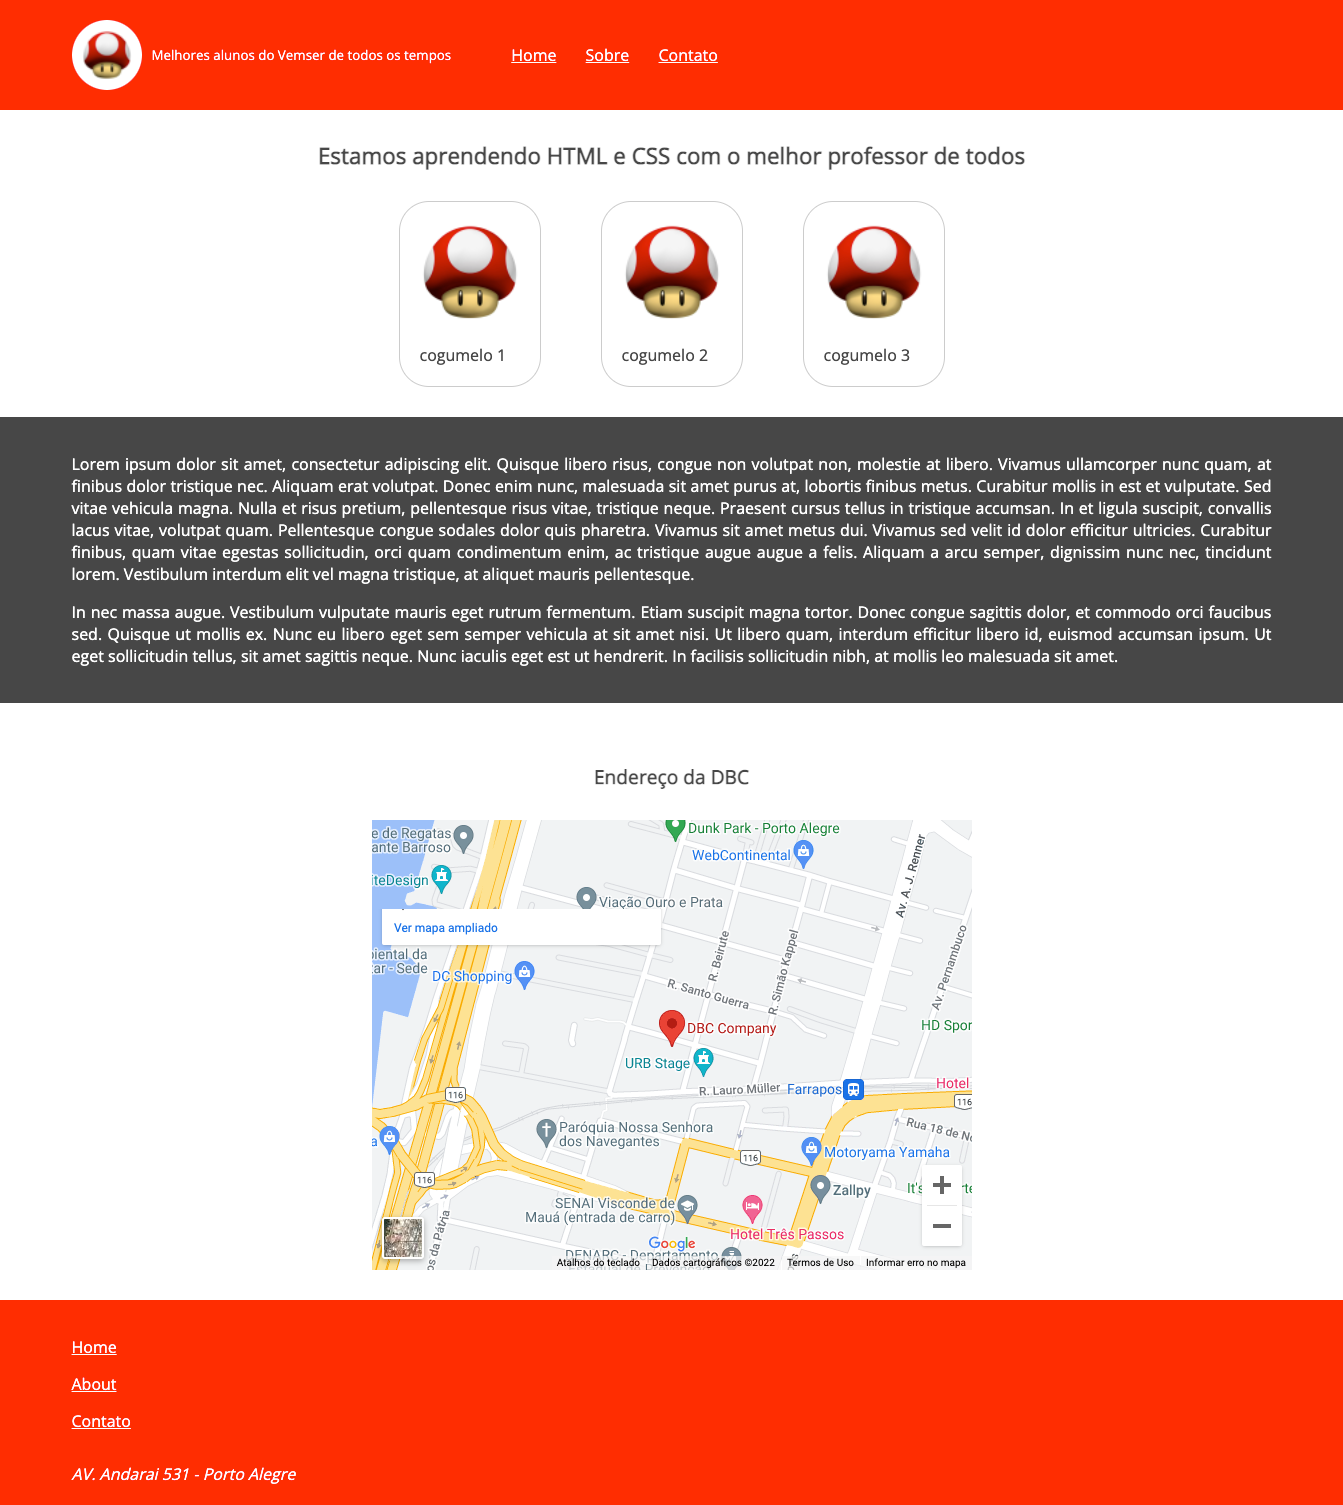 Melhores alunos do Vemser de todos os tempos
Home
Sobre
Contato
Estamos aprendendo HTML e CSS com o melhor professor de todos
cogumelo 1
cogumelo 2
cogumelo 3
Lorem ipsum dolor sit amet, consectetur adipiscing elit. Quisque libero risus, congue non volutpat non, molestie at libero. Vivamus ullamcorper nunc quam, at
finibus dolor tristique nec. Aliquam erat volutpat. Donec enim nunc, malesuada sit amet purus at, lobortis finibus metus. Curabitur mollis in est et vulputate. Sed
vitae vehicula magna. Nulla et risus pretium, pellentesque risus vitae, tristique neque. Praesent cursus tellus in tristique accumsan. In et ligula suscipit, convallis
lacus vitae, volutpat quam. Pellentesque congue sodales dolor quis pharetra. Vivamus sit amet metus dui. Vivamus sed velit id dolor efficitur ultricies. Curabitur
finibus, quam vitae egestas sollicitudin, orci quam condimentum enim, ac tristique augue augue a felis. Aliquam a arcu semper, dignissim nunc nec, tincidunt
lorem. Vestibulum interdum elit vel magna tristique, at aliquet mauris pellentesque.
In nec massa augue. Vestibulum vulputate mauris eget rutrum fermentum. Etiam suscipit magna tortor. Donec congue sagittis dolor, et commodo orci faucibus
sed. Quisque ut mollis ex. Nunc eu libero eget sem semper vehicula at sit amet nisi. Ut libero quam, interdum efficitur libero id, euismod accumsan ipsum. Ut
eget sollicitudin tellus, sit amet sagittis neque. Nunc iaculis eget est ut hendrerit. In facilisis sollicitudin nibh, at mollis leo malesuada sit amet.
Endereço da DBC
e de Regatas
ante Barroso
Dunk Park - Porto Alegre
WebContinental
Av. A. J. Renner
iteDesign
Viação Ouro e Prata
Ver mapa ampliado
biental da
tar - Sede
DC Shopping
R. Beirute
R. Simão Kappel
Av. Pernambuco
R. Santo Guerra
DBC Company
HD Spor
URB Stage
R. Lauro Müller
Farrapos
Hotel
116
116
Rua 18 de No
Paróquia Nossa Senhora
dos Navegantes
a
116
Motoryama Yamaha
116
Zallpy
It's
rte
SENAI Visconde de
Mauá (entrada de carro)
Hotel Três Passos
os da Pátria
Google
DENARC - Departamento
Atalhos do teclado
Dados cartográficos ©2022
Termos de Uso
Informar erro no mapa
Home
About
Contato
AV. Andarai 531 - Porto Alegre